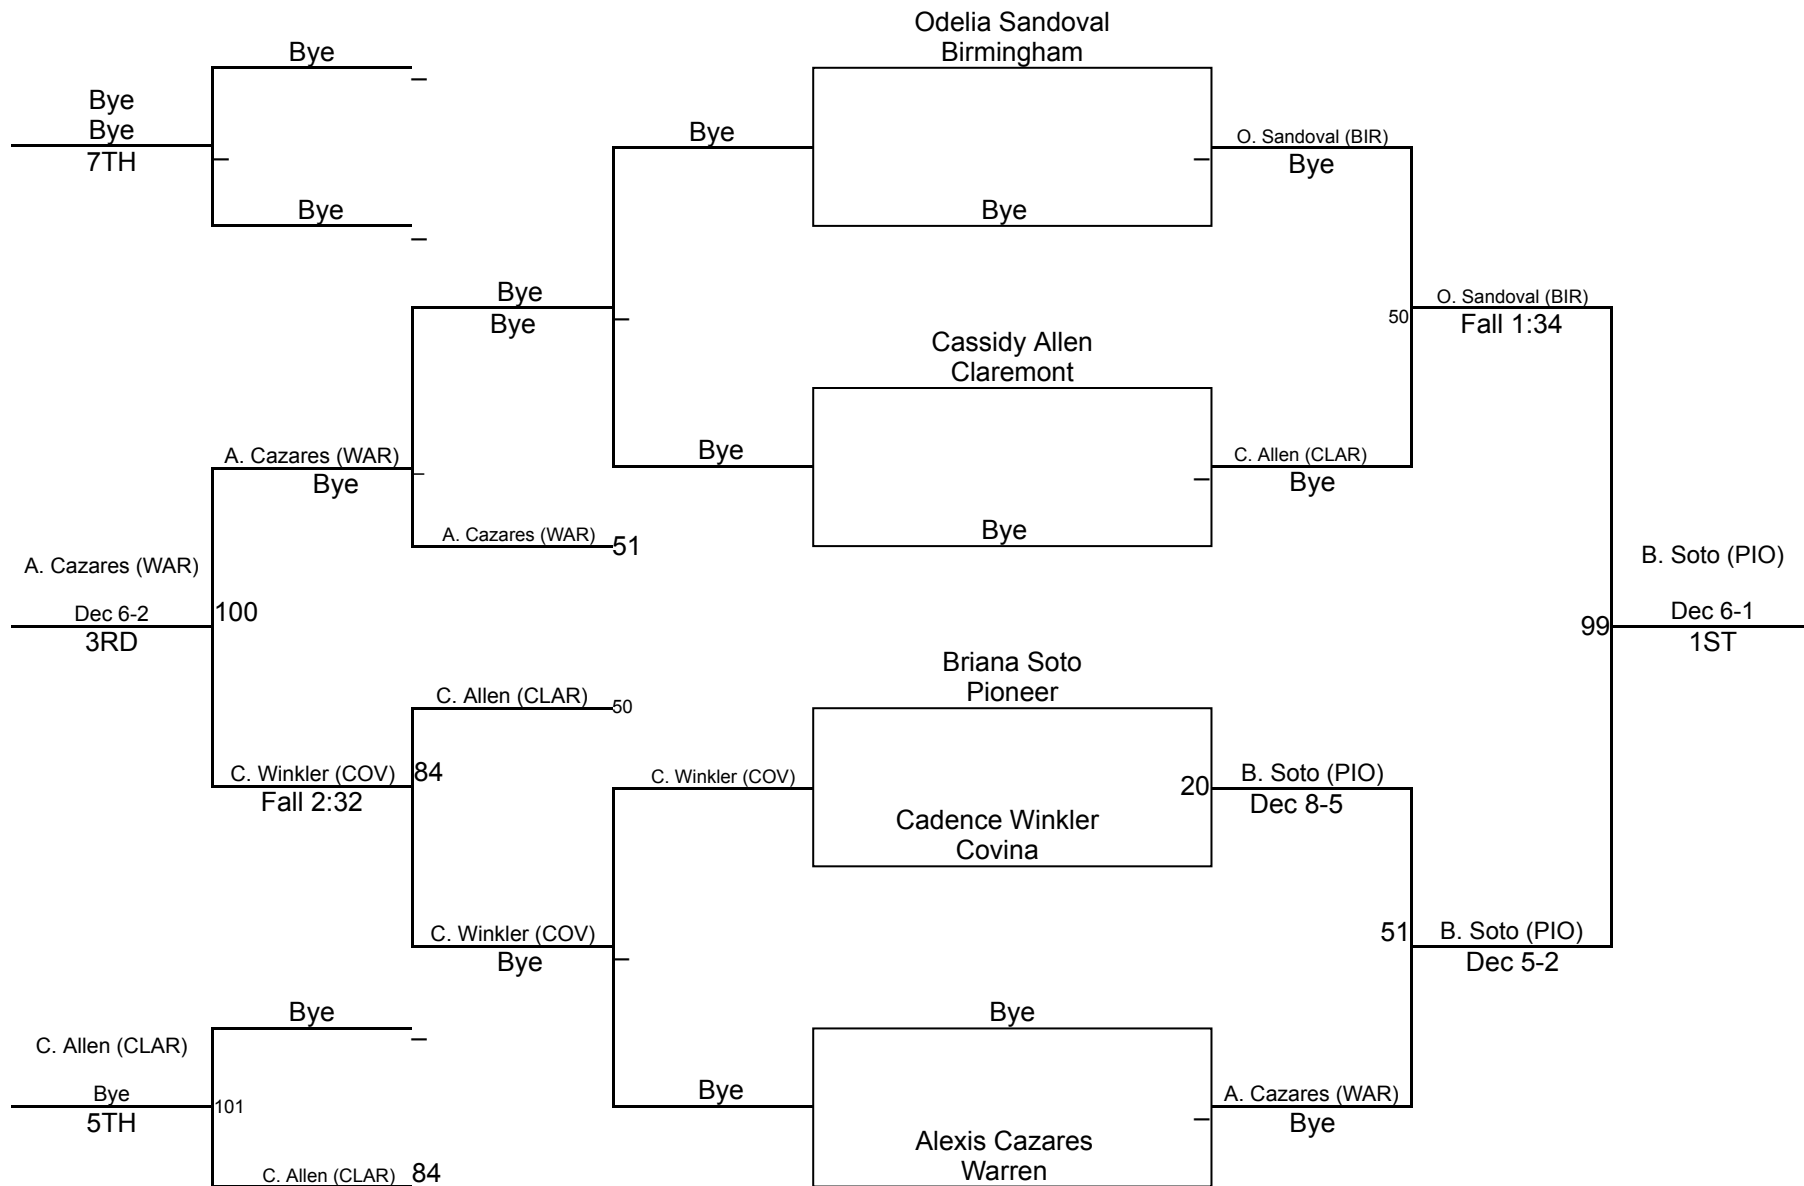 Odelia Sandoval
Birmingham
Bye
Bye
Bye
7TH
Bye
O. Sandoval (BIR)
Bye
Bye
Bye
Bye
Bye
O. Sandoval (BIR)
50
Fall 1:34
Cassidy Allen
Claremont
A. Cazares (WAR)
Bye
Bye
C. Allen (CLAR)
Bye
Bye
A. Cazares (WAR)
51
A. Cazares (WAR)
Dec 6-2
100
3RD
B. Soto (PIO)
Dec 6-1
99
1ST
Briana Soto
Pioneer
C. Allen (CLAR)
50
C. Winkler (COV)
84
Fall 2:32
C. Winkler (COV)
20
B. Soto (PIO)
Dec 8-5
Cadence Winkler
Covina
C. Winkler (COV)
Bye
51
B. Soto (PIO)
Dec 5-2
Bye
Bye
C. Allen (CLAR)
Bye
101
5TH
Bye
A. Cazares (WAR)
Bye
Alexis Cazares
Warren
C. Allen (CLAR)
84